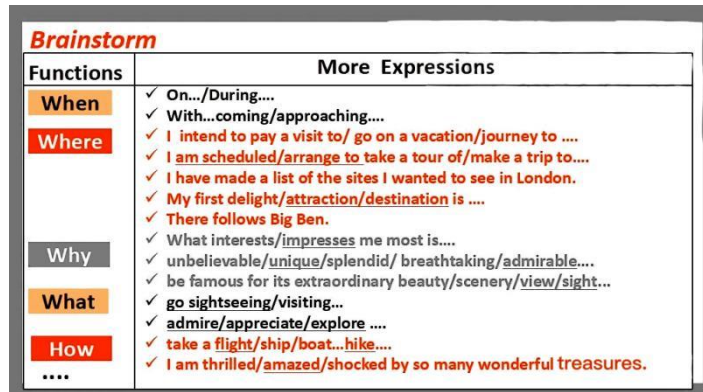 Brainstorm
Functions
More Expressions
When
✓ On.../During....
✓ With...coming/approaching....
Where
✓ I intend to pay a visit to/ go on a vacation/journey to ....
✓ I am scheduled/arrange to take a tour of/make a trip to....
✓ I have made a list of the sites I wanted to see in London.
✓ My first delight/attraction/destination is ....
✓ There follows Big Ben.
Why
✓ What interests/impresses me most is....
✓ unbelievable/unique/splendid/ breathtaking/admirable....
✓ be famous for its extraordinary beauty/scenery/view/sight...
What
✓ go sightseeing/visiting...
✓ admire/appreciate/explore ....
How
✓ take a flight/ship/boat...hike....
✓ I am thrilled/amazed/shocked by so many wonderful treasures.
....